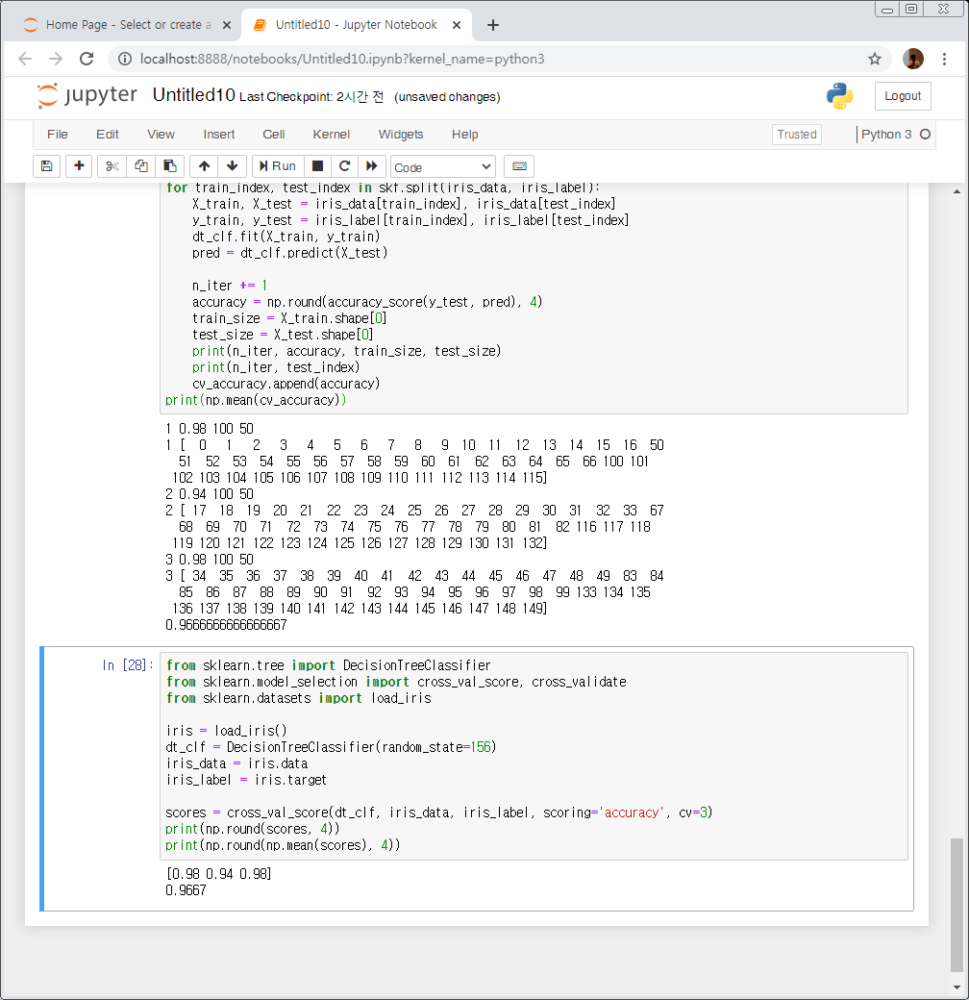 Home Page - Select or create a
Untitled10 - Jupyter Notebook
localhost:8888/notebooks/Untitled10.ipynb?kernel_name=python3
jupyter Untitled10 Last Checkpoint: 2시간 전 (unsaved changes) Logout
File Edit View Insert Cell Kernel Widgets Help Trusted Python 3
Run Code
for train_index, test_index in skf.split(iris_data, iris_label):
    X_train, X_test = iris_data[train_index], iris_data[test_index]
    y_train, y_test = iris_label[train_index], iris_label[test_index]
    dt_clf.fit(X_train, y_train)
    pred = dt_clf.predict(X_test)
    n_iter += 1
    accuracy = np.round(accuracy_score(y_test, pred), 4)
    train_size = X_train.shape[0]
    test_size = X_test.shape[0]
    print(n_iter, accuracy, train_size, test_size)
    print(n_iter, test_index)
    cv_accuracy.append(accuracy)
print(np.mean(cv_accuracy))
1 0.98 100 50
1 [  0   1   2   3   4   5   6   7   8   9  10  11  12  13  14  15  16  50
  51  52  53  54  55  56  57  58  59  60  61  62  63  64  65  66 100 101
 102 103 104 105 106 107 108 109 110 111 112 113 114 115]
2 0.94 100 50
2 [ 17  18  19  20  21  22  23  24  25  26  27  28  29  30  31  32  33  67
  68  69  70  71  72  73  74  75  76  77  78  79  80  81  82 116 117 118
 119 120 121 122 123 124 125 126 127 128 129 130 131 132]
3 0.98 100 50
3 [ 34  35  36  37  38  39  40  41  42  43  44  45  46  47  48  49  83  84
  85  86  87  88  89  90  91  92  93  94  95  96  97  98  99 133 134 135
 136 137 138 139 140 141 142 143 144 145 146 147 148 149]
0.9666666666666667
In [28]:
from sklearn.tree import DecisionTreeClassifier
from sklearn.model_selection import cross_val_score, cross_validate
from sklearn.datasets import load_iris
iris = load_iris()
dt_clf = DecisionTreeClassifier(random_state=156)
iris_data = iris.data
iris_label = iris.target
scores = cross_val_score(dt_clf, iris_data, iris_label, scoring='accuracy', cv=3)
print(np.round(scores, 4))
print(np.round(np.mean(scores), 4))
[0.98 0.94 0.98]
0.9667